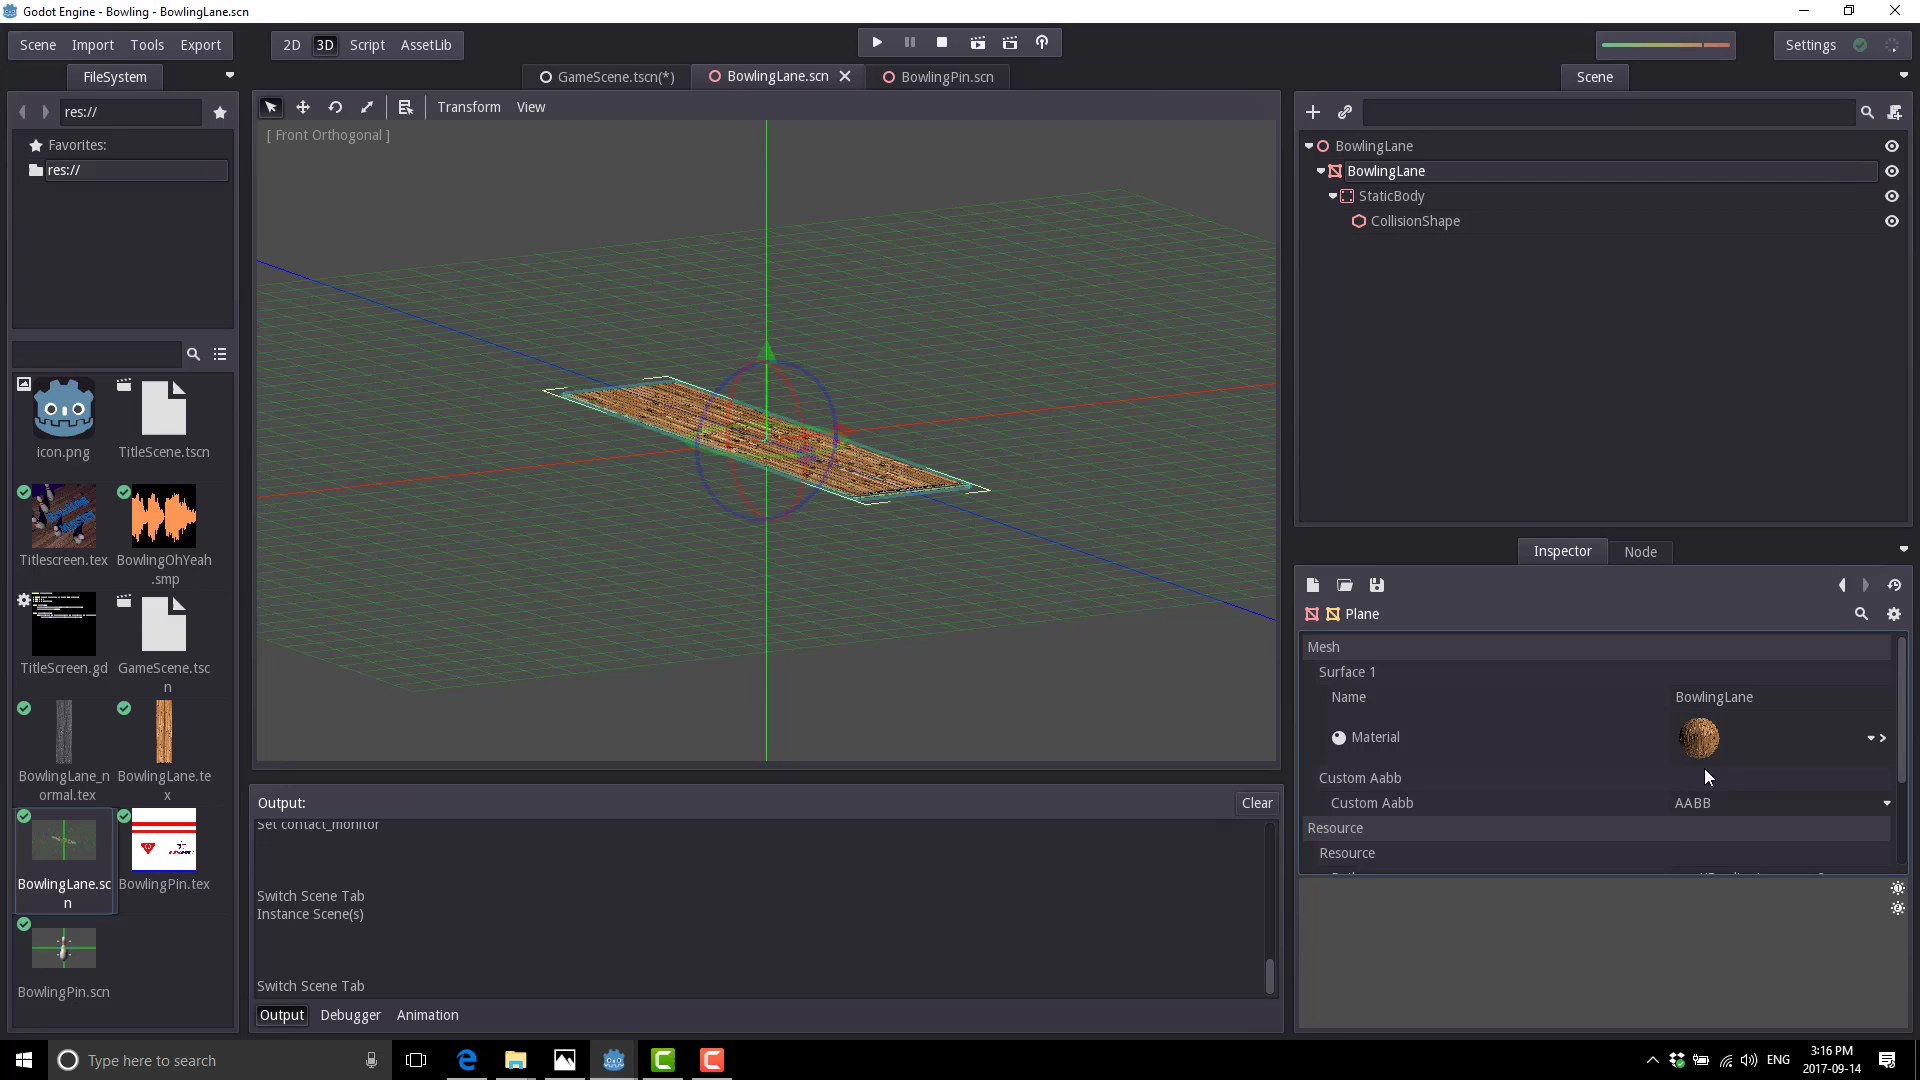 Godot Engine - Bowling - BowlingLane.scn
Scene Import Tools Export
2D 3D Script AssetLib
Settings
FileSystem
GameScene.tscn(*) BowlingLane.scn BowlingPin.scn
Scene
res://
Transform View
[ Front Orthogonal ]
Favorites:
res://
BowlingLane
BowlingLane
StaticBody
CollisionShape
icon.png
TitleScene.tscn
Titlescreen.tex
BowlingOhYeah
.smp
TitleScreen.gd
GameScene.tsc
n
BowlingLane_n
ormal.tex
BowlingLane.te
x
BowlingLane.sc
n
BowlingPin.tex
BowlingPin.scn
Inspector Node
Plane
Mesh
Surface 1
Name BowlingLane
Material
Custom Aabb
Custom Aabb AABB
Resource
Resource
Output: Clear
Set contact_monitor
Switch Scene Tab
Instance Scene(s)
Switch Scene Tab
Output Debugger Animation
Type here to search
ENG
3:16 PM
2017-09-14